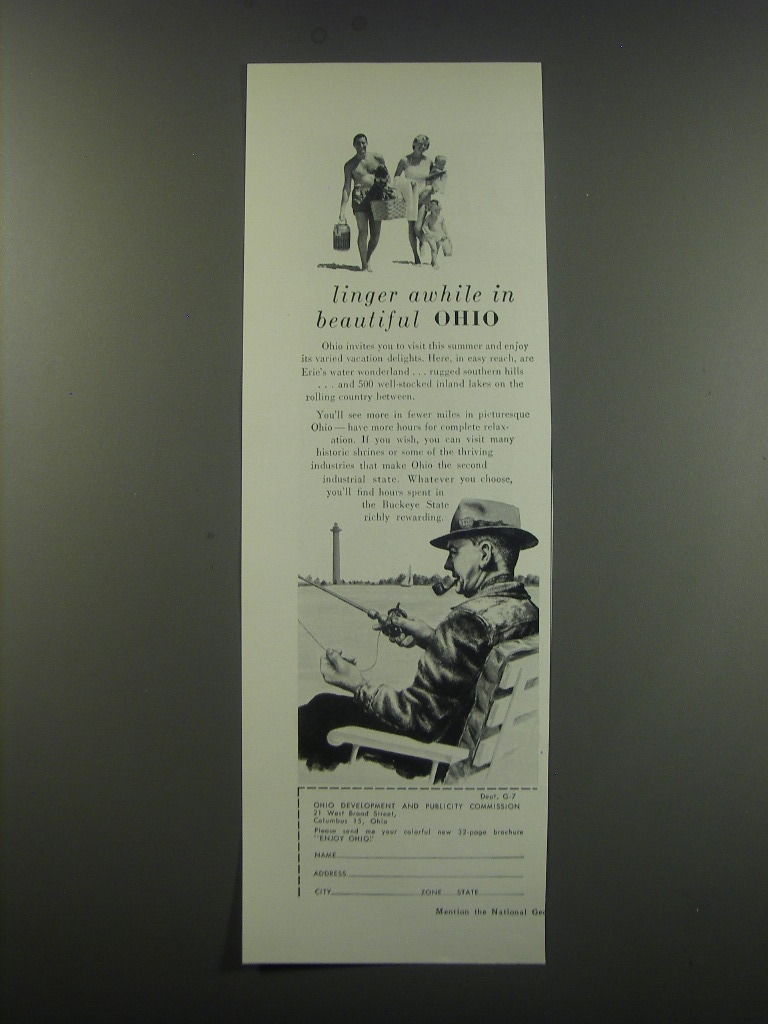 linger awhile in
beautiful OHIO
Ohio invites you to visit this summer and enjoy
its varied vacation delights. Here, in easy reach, are
Erie's water wonderland . . . rugged southern hills
. . . and 500 well-stocked inland lakes on the
rolling country between.
You'll see more in fewer miles in picturesque
Ohio — have more hours for complete relax-
ation. If you wish, you can visit many
historic shrines or some of the thriving
industries that make Ohio the second
industrial state. Whatever you choose,
you'll find hours spent in
the Buckeye State
richly rewarding.
Dept. G-7
OHIO DEVELOPMENT AND PUBLICITY COMMISSION
21 West Broad Street,
Columbus 15, Ohio
Please send me your colorful new 32-page brochure
"ENJOY OHIO!"
NAME
ADDRESS
CITY ZONE STATE
Mention the National Geo